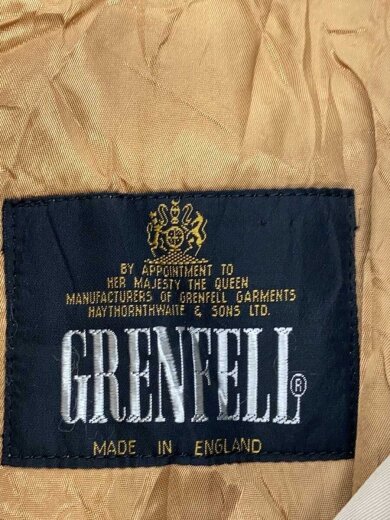 BY APPOINTMENT TO
HER MAJESTY THE QUEEN
MANUFACTURERS OF GRENFELL GARMENTS
HAYTHORNTHWAITE & SONS LTD.
GRENFELL®
MADE IN ENGLAND